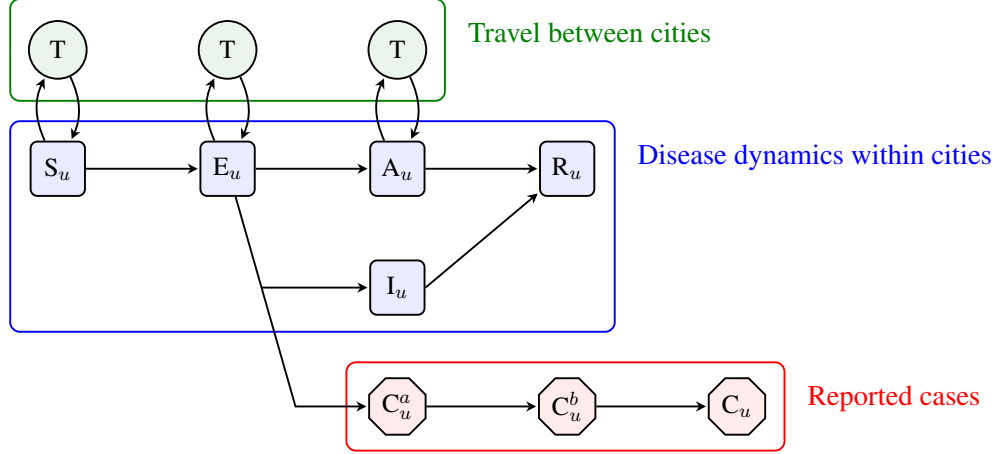 T T T Travel between cities
S_u E_u A_u R_u Disease dynamics within cities
I_u
C_u^a C_u^b C_u Reported cases